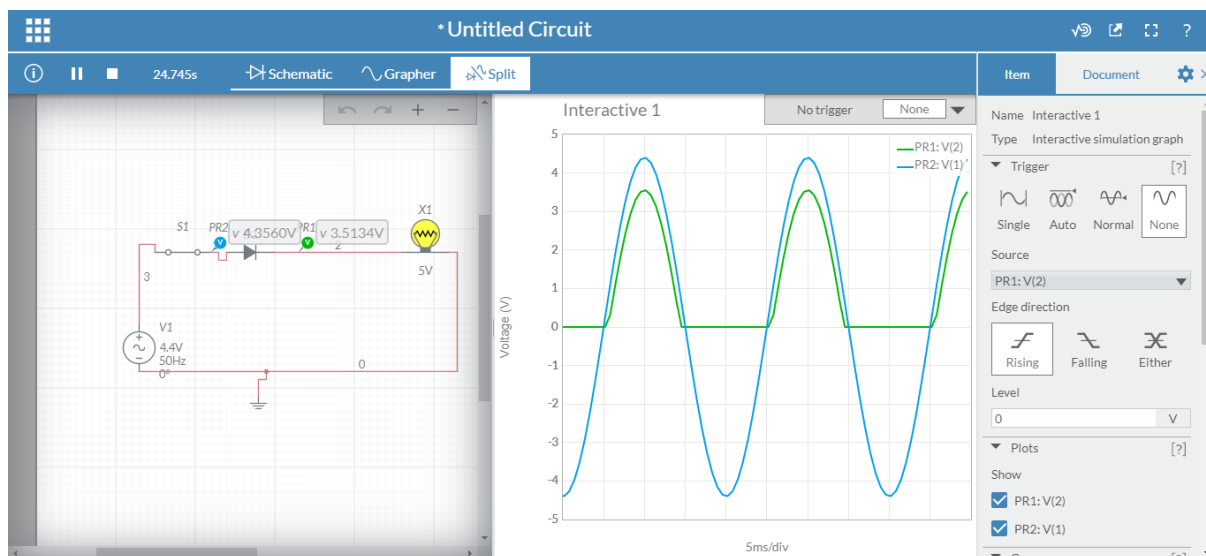 * Untitled Circuit
?
24.745s
Schematic
Grapher
Split
Item
Document
Interactive 1
No trigger
None
Name Interactive 1
Type Interactive simulation graph
Trigger [?]
Single Auto Normal None
Source
PR1: V(2)
Edge direction
Rising Falling Either
Level
0 V
Plots [?]
Show
PR1: V(2)
PR2: V(1)
S1
PR2
V
v 4.3560V
PR1
V
v 3.5134V
2
X1
5V
3
V1
4.4V
50Hz
0°
0
PR1: V(2)
PR2: V(1)
Voltage (V)
5
4
3
2
1
0
-1
-2
-3
-4
-5
5ms/div